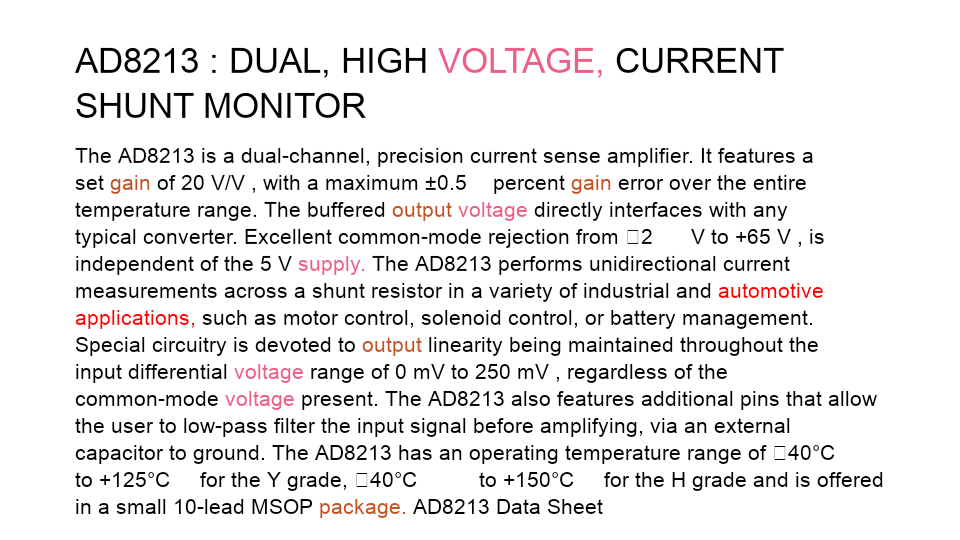 AD8213 : DUAL, HIGH VOLTAGE, CURRENT
SHUNT MONITOR
The AD8213 is a dual-channel, precision current sense amplifier. It features a
set gain of 20 V/V , with a maximum ±0.5 percent gain error over the entire
temperature range. The buffered output voltage directly interfaces with any
typical converter. Excellent common-mode rejection from □2 V to +65 V , is
independent of the 5 V supply. The AD8213 performs unidirectional current
measurements across a shunt resistor in a variety of industrial and automotive
applications, such as motor control, solenoid control, or battery management.
Special circuitry is devoted to output linearity being maintained throughout the
input differential voltage range of 0 mV to 250 mV , regardless of the
common-mode voltage present. The AD8213 also features additional pins that allow
the user to low-pass filter the input signal before amplifying, via an external
capacitor to ground. The AD8213 has an operating temperature range of □40°C
to +125°C for the Y grade, □40°C to +150°C for the H grade and is offered
in a small 10-lead MSOP package. AD8213 Data Sheet